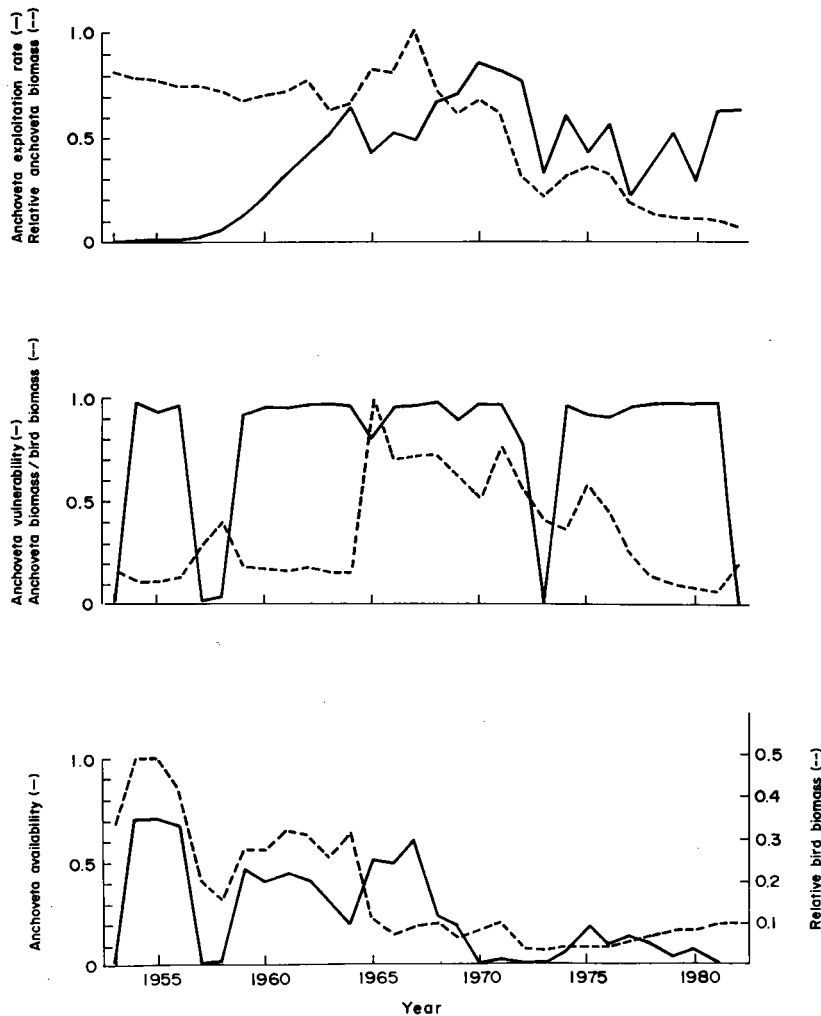 Anchoveta exploitation rate (—)
Relative anchoveta biomass (--)
1.0
0.5
0
Anchoveta vulnerability (—)
Anchoveta biomass / bird biomass (--)
1.0
0.5
0
Anchoveta availability (—)
1.0
0.5
0
0.5
0.4
0.3
0.2
0.1
Relative bird biomass (--)
1955 1960 1965 1970 1975 1980
Year